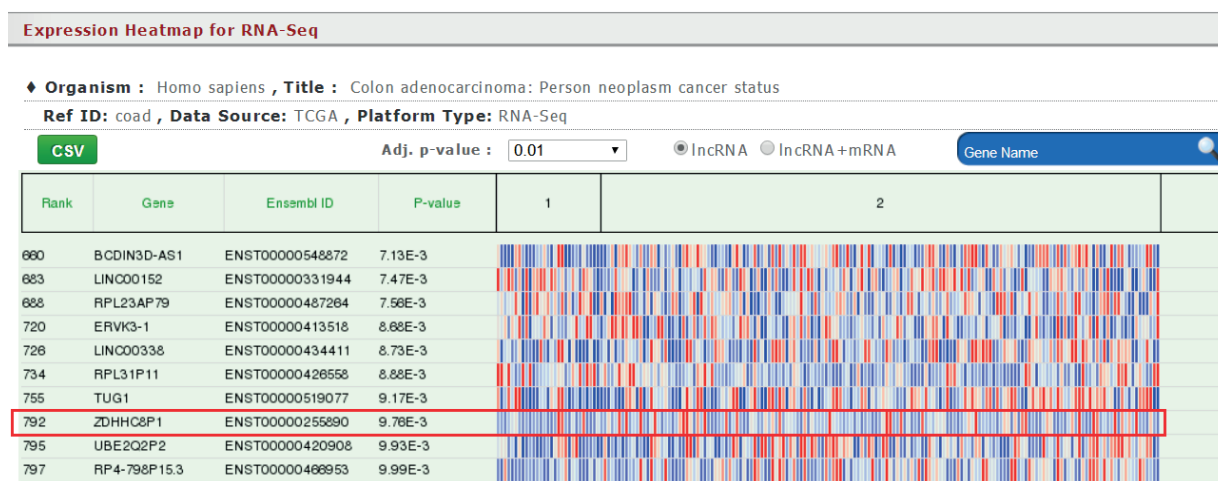 Expression Heatmap for RNA-Seq
♦ Organism : Homo sapiens , Title : Colon adenocarcinoma: Person neoplasm cancer status
Ref ID: coad , Data Source: TCGA , Platform Type: RNA-Seq
CSV Adj. p-value : 0.01 lncRNA lncRNA+mRNA Gene Name
Rank Gene Ensembl ID P-value 1 2
660 BCDIN3D-AS1 ENST00000548872 7.13E-3
683 LINC00152 ENST00000331944 7.47E-3
688 RPL23AP79 ENST00000487264 7.56E-3
720 ERVK3-1 ENST00000413518 8.68E-3
726 LINC00338 ENST00000434411 8.73E-3
734 RPL31P11 ENST00000426558 8.88E-3
755 TUG1 ENST00000519077 9.17E-3
792 ZDHHC8P1 ENST00000255890 9.76E-3
795 UBE2Q2P2 ENST00000420908 9.93E-3
797 RP4-798P15.3 ENST00000466953 9.99E-3